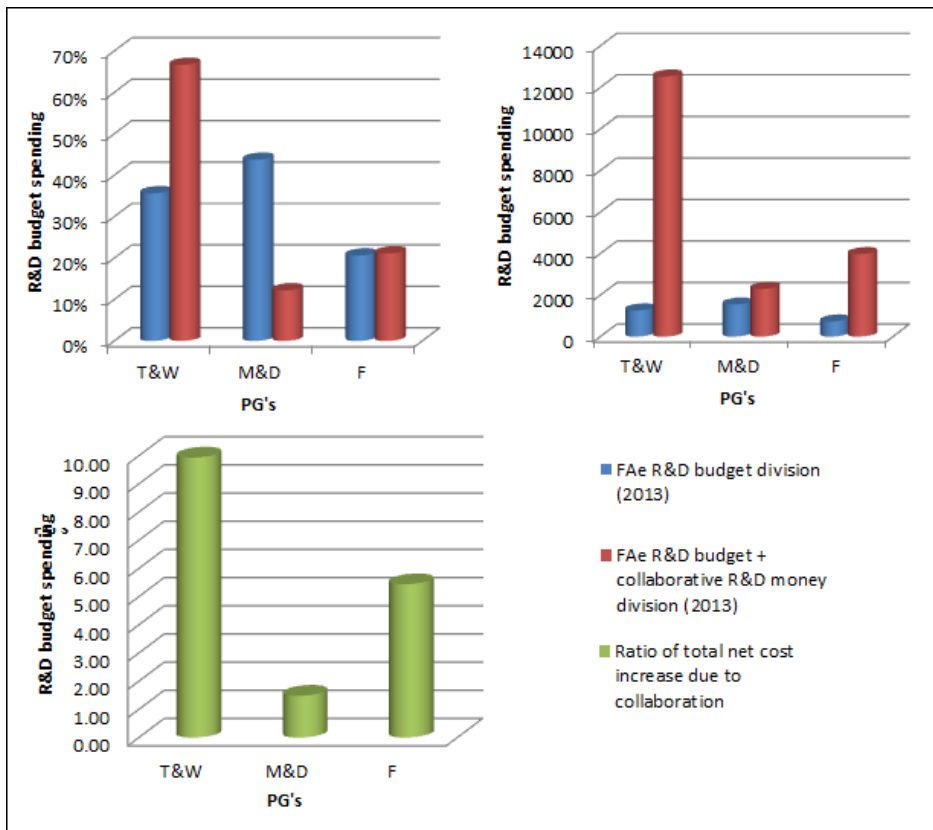 70%
60%
50%
40%
30%
20%
10%
0%
R&D budget spending
T&W M&D F
PG's
14000
12000
10000
8000
6000
4000
2000
0
R&D budget spending
T&W M&D F
PG's
10.00
9.00
8.00
7.00
6.00
5.00
4.00
3.00
2.00
1.00
0.00
R&D budget spending
T&W M&D F
PG's
FAe R&D budget division
(2013)
FAe R&D budget +
collaborative R&D money
division (2013)
Ratio of total net cost
increase due to
collaboration